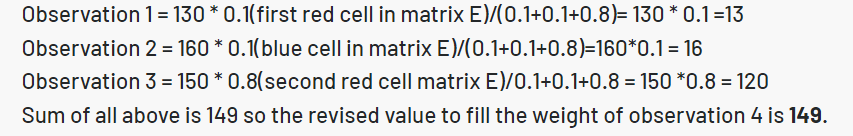 Observation 1 = 130 * 0.1(first red cell in matrix E)/(0.1+0.1+0.8)= 130 * 0.1 =13
Observation 2 = 160 * 0.1(blue cell in matrix E)/(0.1+0.1+0.8)=160*0.1 = 16
Observation 3 = 150 * 0.8(second red cell matrix E)/0.1+0.1+0.8 = 150 *0.8 = 120
Sum of all above is 149 so the revised value to fill the weight of observation 4 is 149.